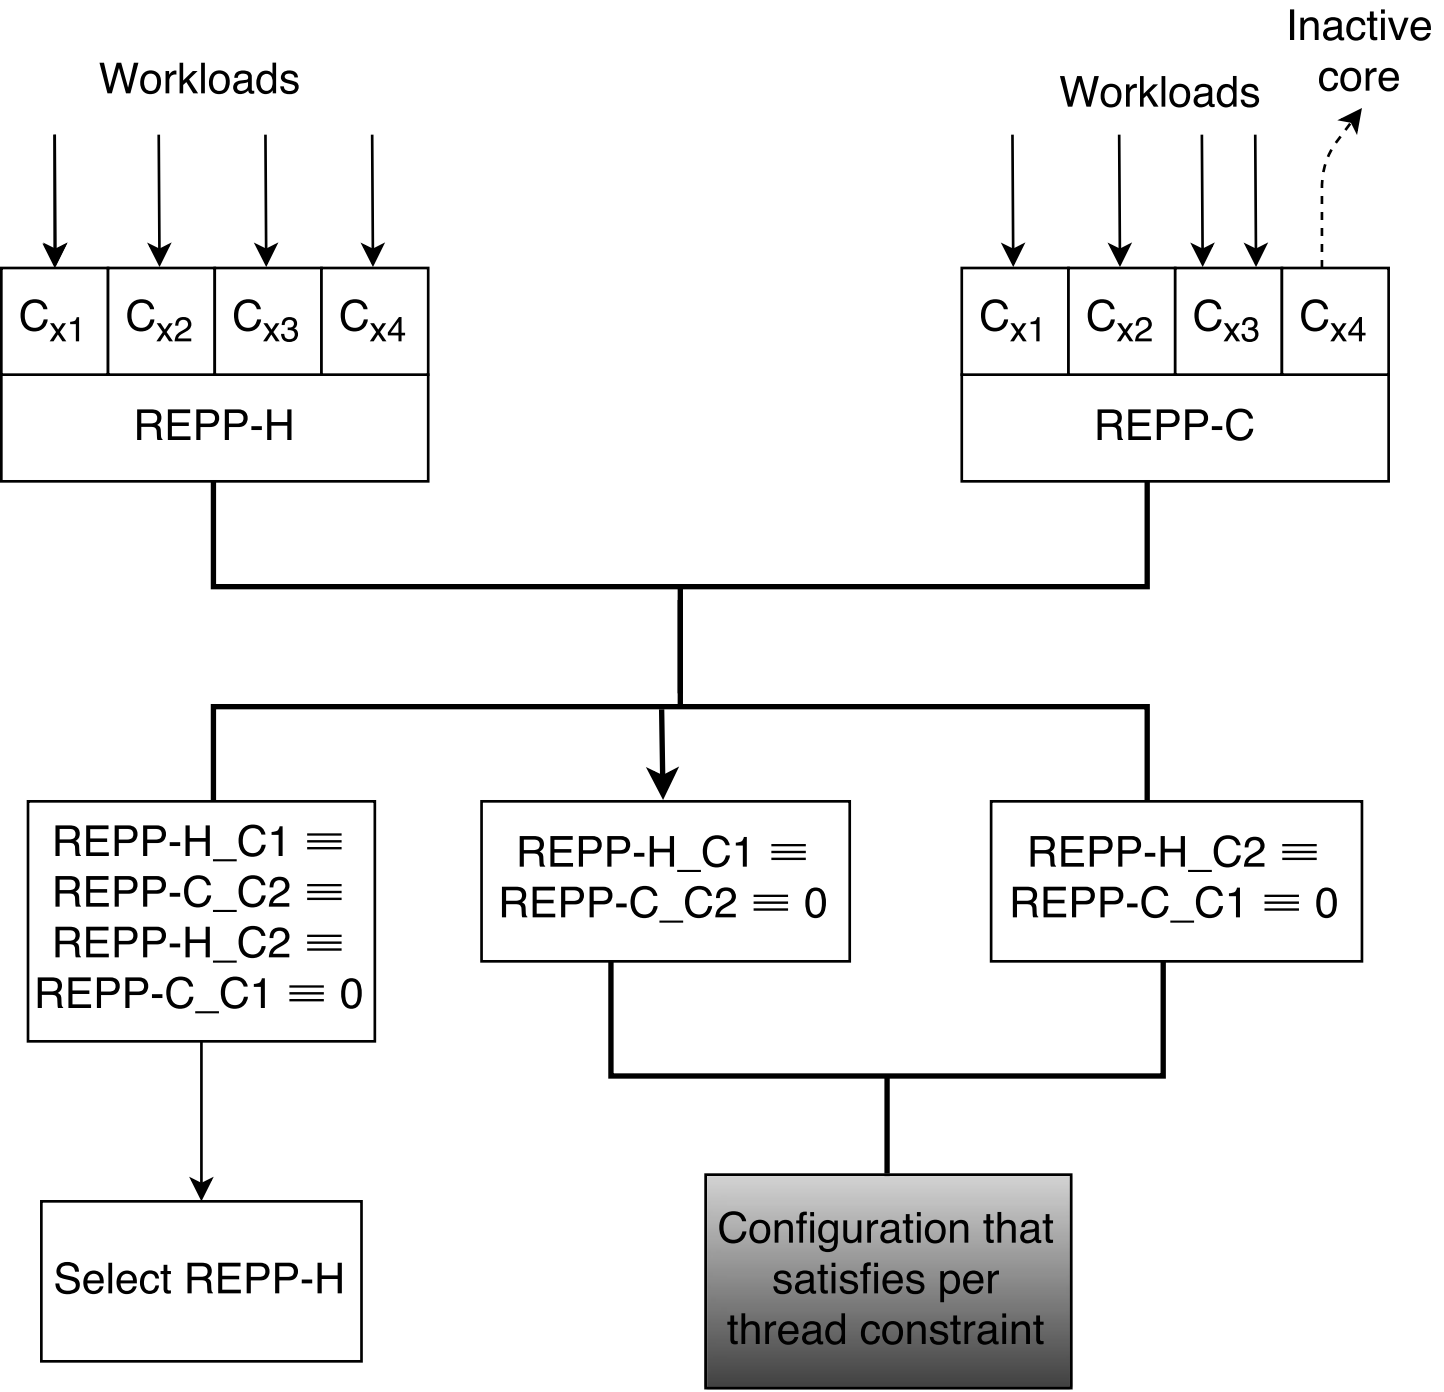 Inactive
core
Workloads
Workloads
Cx1 Cx2 Cx3 Cx4
Cx1 Cx2 Cx3 Cx4
REPP-H
REPP-C
REPP-H_C1 ≡
REPP-C_C2 ≡
REPP-H_C2 ≡
REPP-C_C1 ≡ 0
REPP-H_C1 ≡
REPP-C_C2 ≡ 0
REPP-H_C2 ≡
REPP-C_C1 ≡ 0
Select REPP-H
Configuration that
satisfies per
thread constraint